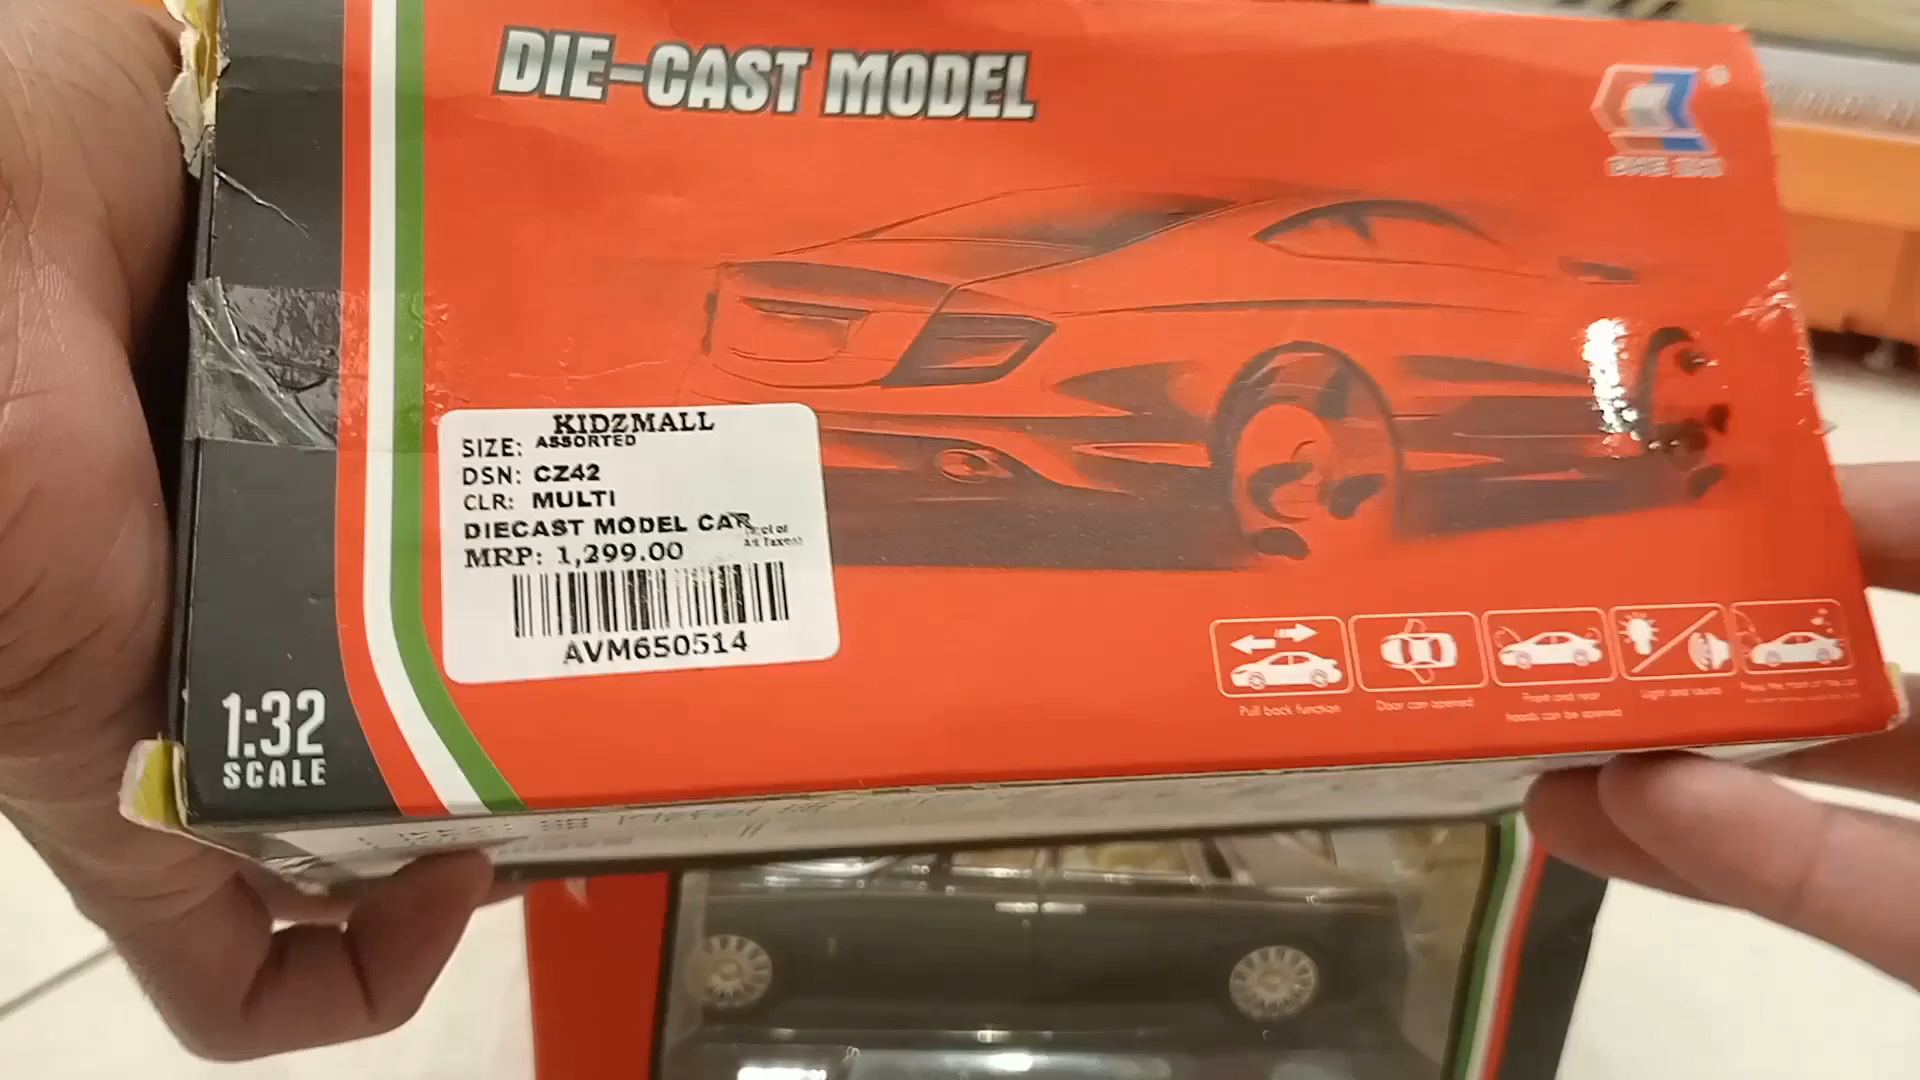 DIE-CAST MODEL
KIDZMALL
SIZE: ASSORTED
DSN: CZ42
CLR: MULTI
DIECAST MODEL CAR
MRP: 1,299.00
AVM650514
1:32
SCALE
Pull back function
Door can opened
Front and rear
hoods can be opened
Light and sound